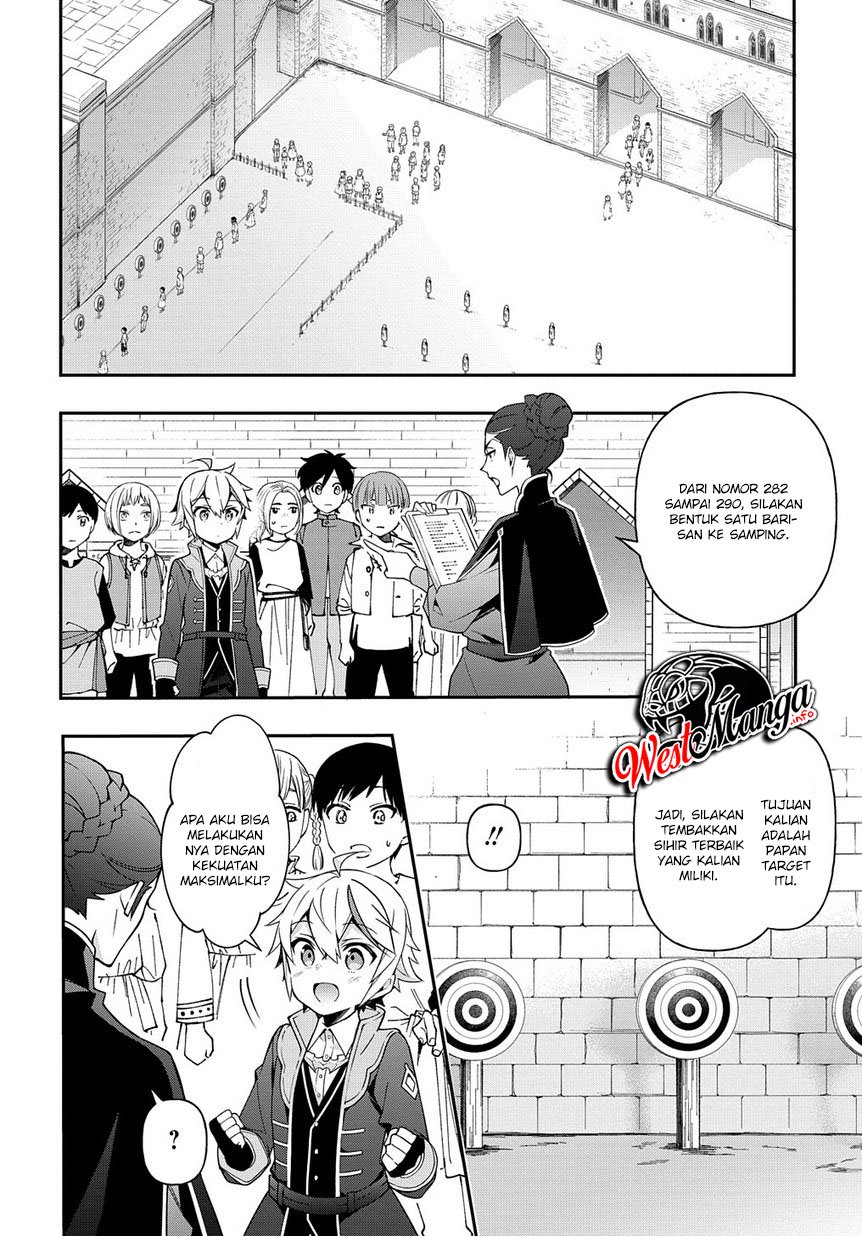 DARI NOMOR 282
SAMPAI 290, SILAKAN
BENTUK SATU BARI-
SAN KE SAMPING.
WestManga
.info
TUJUAN
KALIAN
ADALAH
PAPAN
TARGET
ITU.
JADI, SILAKAN
TEMBAKKAN
SIHIR TERBAIK
YANG KALIAN
MILIKI.
!!
APA AKU BISA
MELAKUKAN
NYA DENGAN
KEKUATAN
MAKSIMALKU?
?